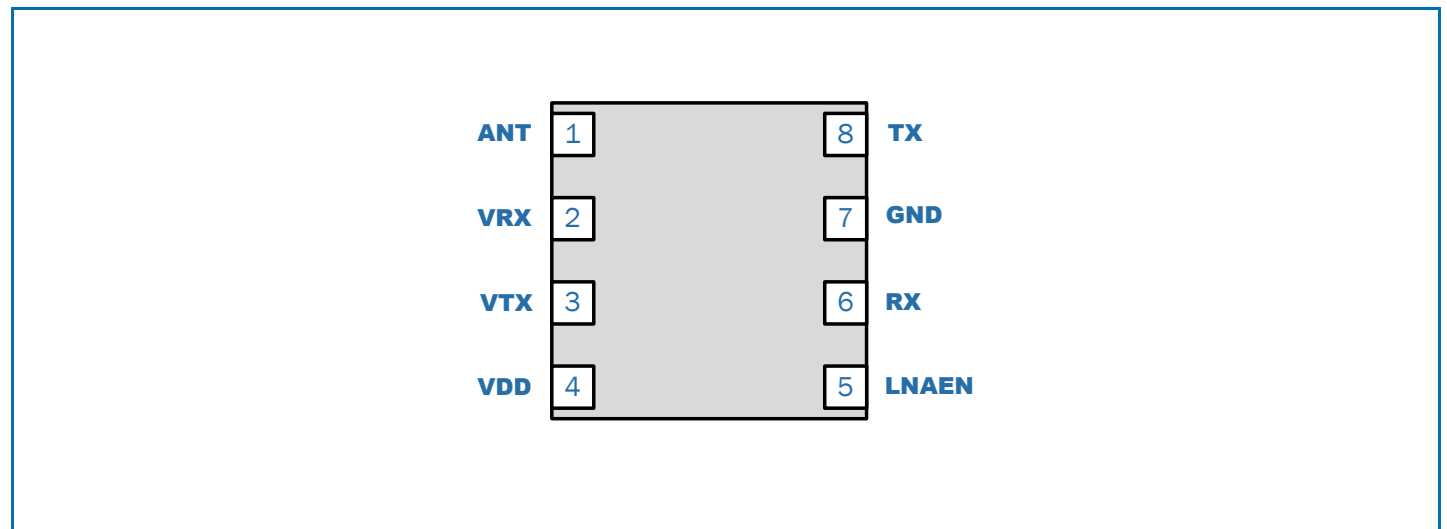 ANT 1 8 TX
VRX 2 7 GND
VTX 3 6 RX
VDD 4 5 LNAEN